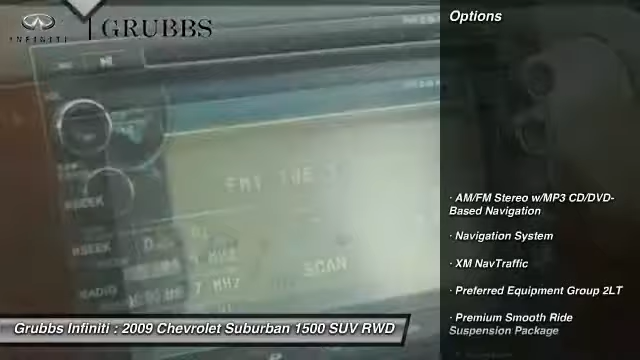 INFINITI
GRUBBS
Options
SEEK
SEEK
RADIO
SCAN
· AM/FM Stereo w/MP3 CD/DVD-
Based Navigation
· Navigation System
· XM NavTraffic
· Preferred Equipment Group 2LT
· Premium Smooth Ride
Suspension Package
Grubbs Infiniti : 2009 Chevrolet Suburban 1500 SUV RWD